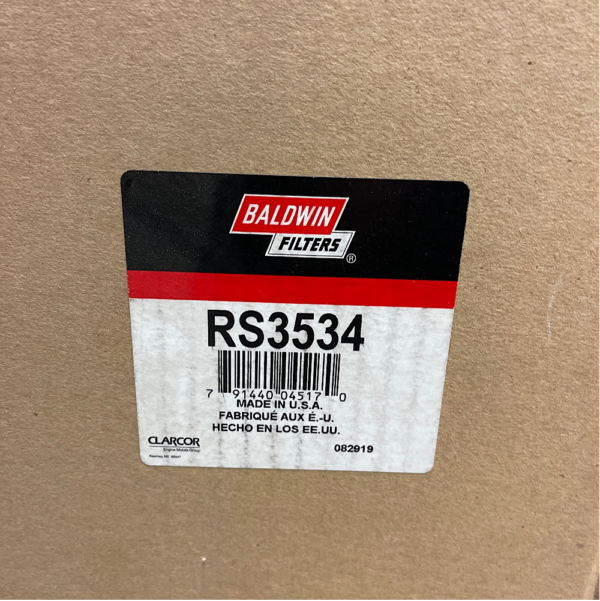 BALDWIN
FILTERS®
RS3534
7 91440 04517 0
MADE IN U.S.A.
FABRIQUÉ AUX É.-U.
HECHO EN LOS EE.UU.
CLARCOR
082919